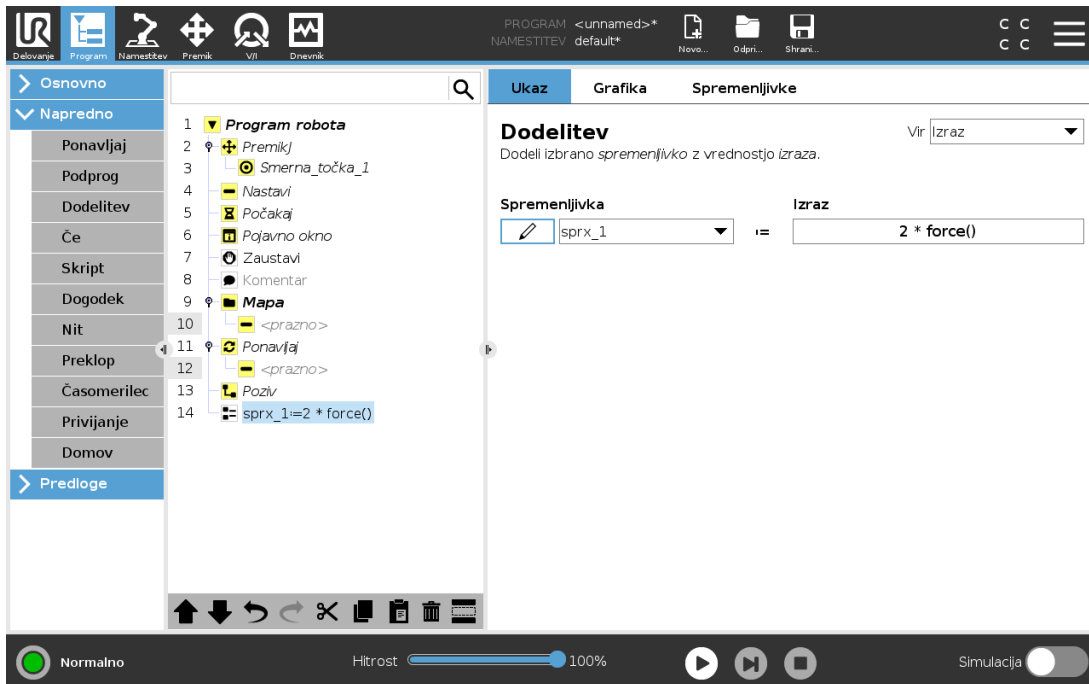 UR
PROGRAM <unnamed>*
NAMESTITEV default*
C C
C C
Delovanje Program Namestitev Premik V/I Dnevnik Novo... Odpri... Shrani...
Osnovno
Napredno
Ponavljaj
Podprog
Dodelitev
Če
Skript
Dogodek
Nit
Preklop
Časomerilec
Privijanje
Domov
Predloge
1 Program robota
2 PremikJ
3 Smerna_točka_1
4 Nastavi
5 Počakaj
6 Pojavno okno
7 Zaustavi
8 Komentar
9 Mapa
10 <prazno>
11 Ponavljaj
12 <prazno>
13 Poziv
14 sprx_1:=2 * force()
Ukaz Grafika Spremenljivke
Dodelitev
Vir Izraz
Dodeli izbrano spremenljivko z vrednostjo izraza.
Spremenljivka Izraz
sprx_1 := 2 * force()
Normalno Hitrost 100% Simulacija